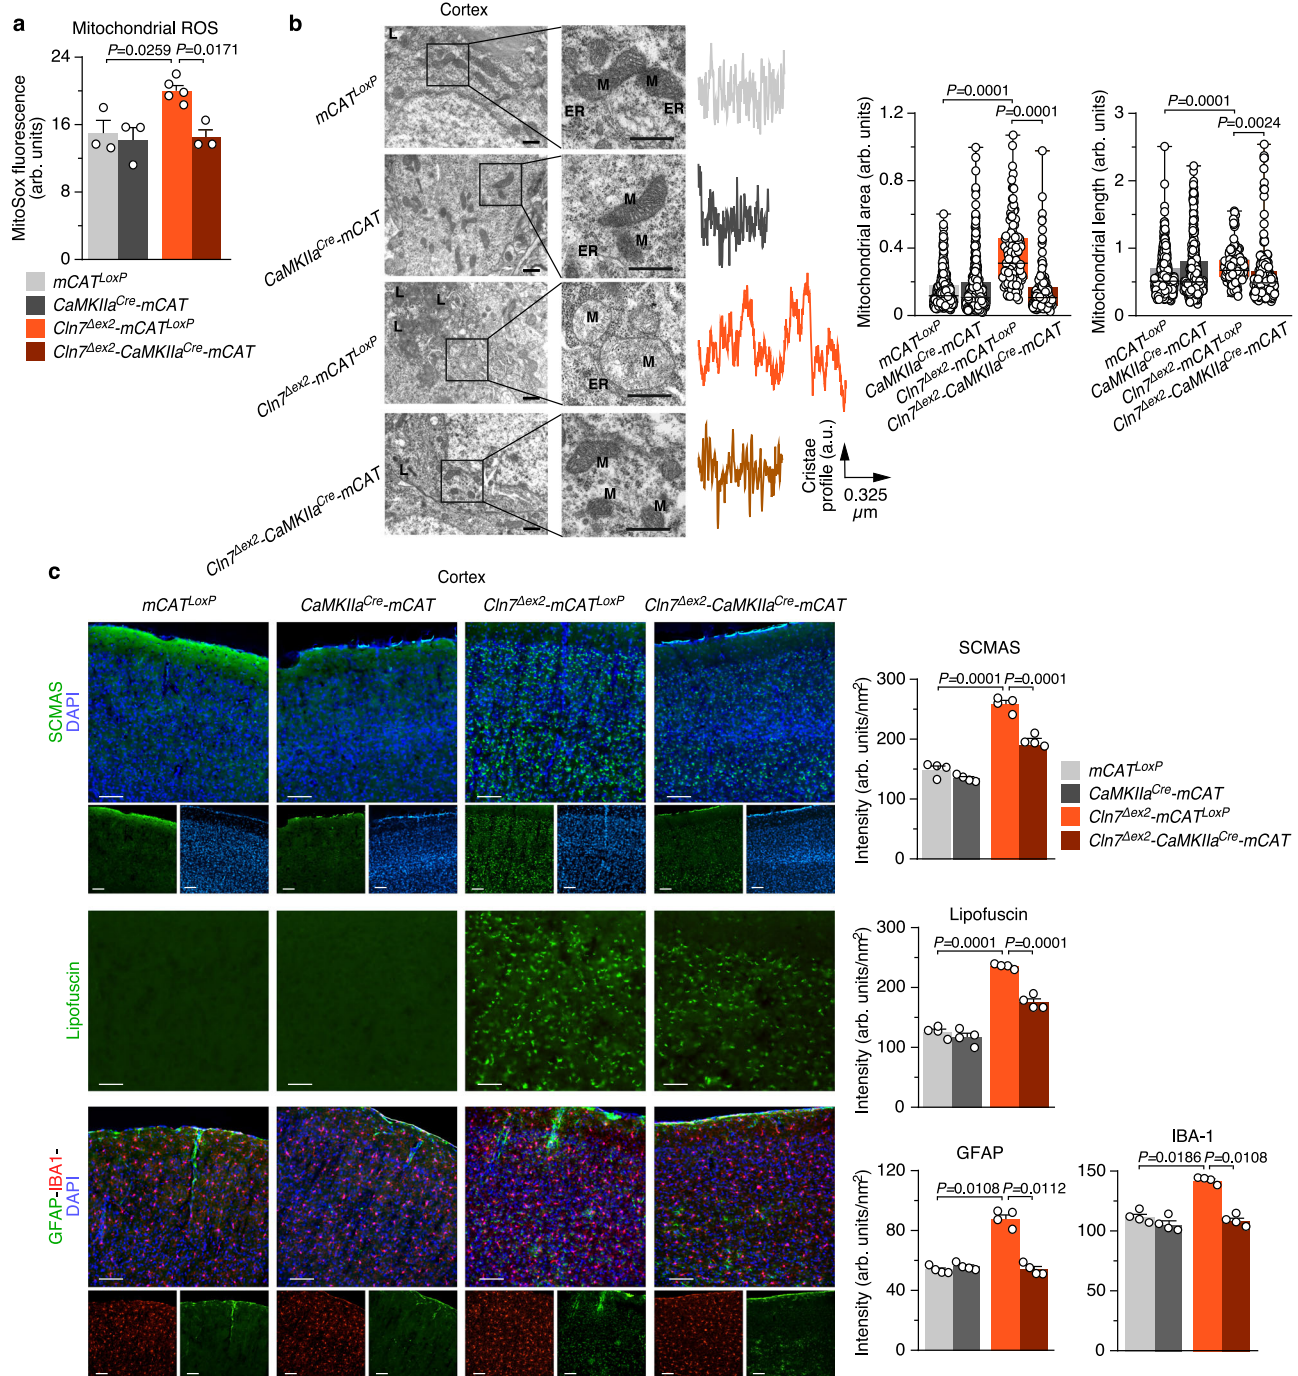 a
Mitochondrial ROS
P=0.0259
P=0.0171
24
16
8
0
MitoSox fluorescence
(arb. units)
mCAT^LoxP
CaMKIIa^Cre-mCAT
Cln7^Δex2-mCAT^LoxP
Cln7^Δex2-CaMKIIa^Cre-mCAT
b
Cortex
mCAT^LoxP
L
M
M
ER
ER
CaMKIIa^Cre-mCAT
M
M
ER
Cln7^Δex2-mCAT^LoxP
L
L
L
M
M
ER
Cln7^Δex2-CaMKIIa^Cre-mCAT
L
M
M
M
Cristae
profile (a.u.)
0.325
µm
Mitochondrial area (arb. units)
1.2
0.8
0.4
0
P=0.0001
P=0.0001
mCAT^LoxP
CaMKIIa^Cre-mCAT
Cln7^Δex2-mCAT^LoxP
Cln7^Δex2-CaMKIIa^Cre-mCAT
Mitochondrial length (arb. units)
3
2
1
0
P=0.0001
P=0.0024
mCAT^LoxP
CaMKIIa^Cre-mCAT
Cln7^Δex2-mCAT^LoxP
Cln7^Δex2-CaMKIIa^Cre-mCAT
c
Cortex
mCAT^LoxP
CaMKIIa^Cre-mCAT
Cln7^Δex2-mCAT^LoxP
Cln7^Δex2-CaMKIIa^Cre-mCAT
SCMAS
DAPI
Lipofuscin
GFAP-IBA1-
DAPI
SCMAS
P=0.0001
P=0.0001
Intensity (arb. units/nm²)
300
200
150
100
0
mCAT^LoxP
CaMKIIa^Cre-mCAT
Cln7^Δex2-mCAT^LoxP
Cln7^Δex2-CaMKIIa^Cre-mCAT
Lipofuscin
P=0.0001
P=0.0001
Intensity (arb. units/nm²)
300
200
100
0
GFAP
P=0.0108
P=0.0112
Intensity (arb. units/nm²)
120
80
60
0
IBA-1
P=0.0186
P=0.0108
150
100
50
0